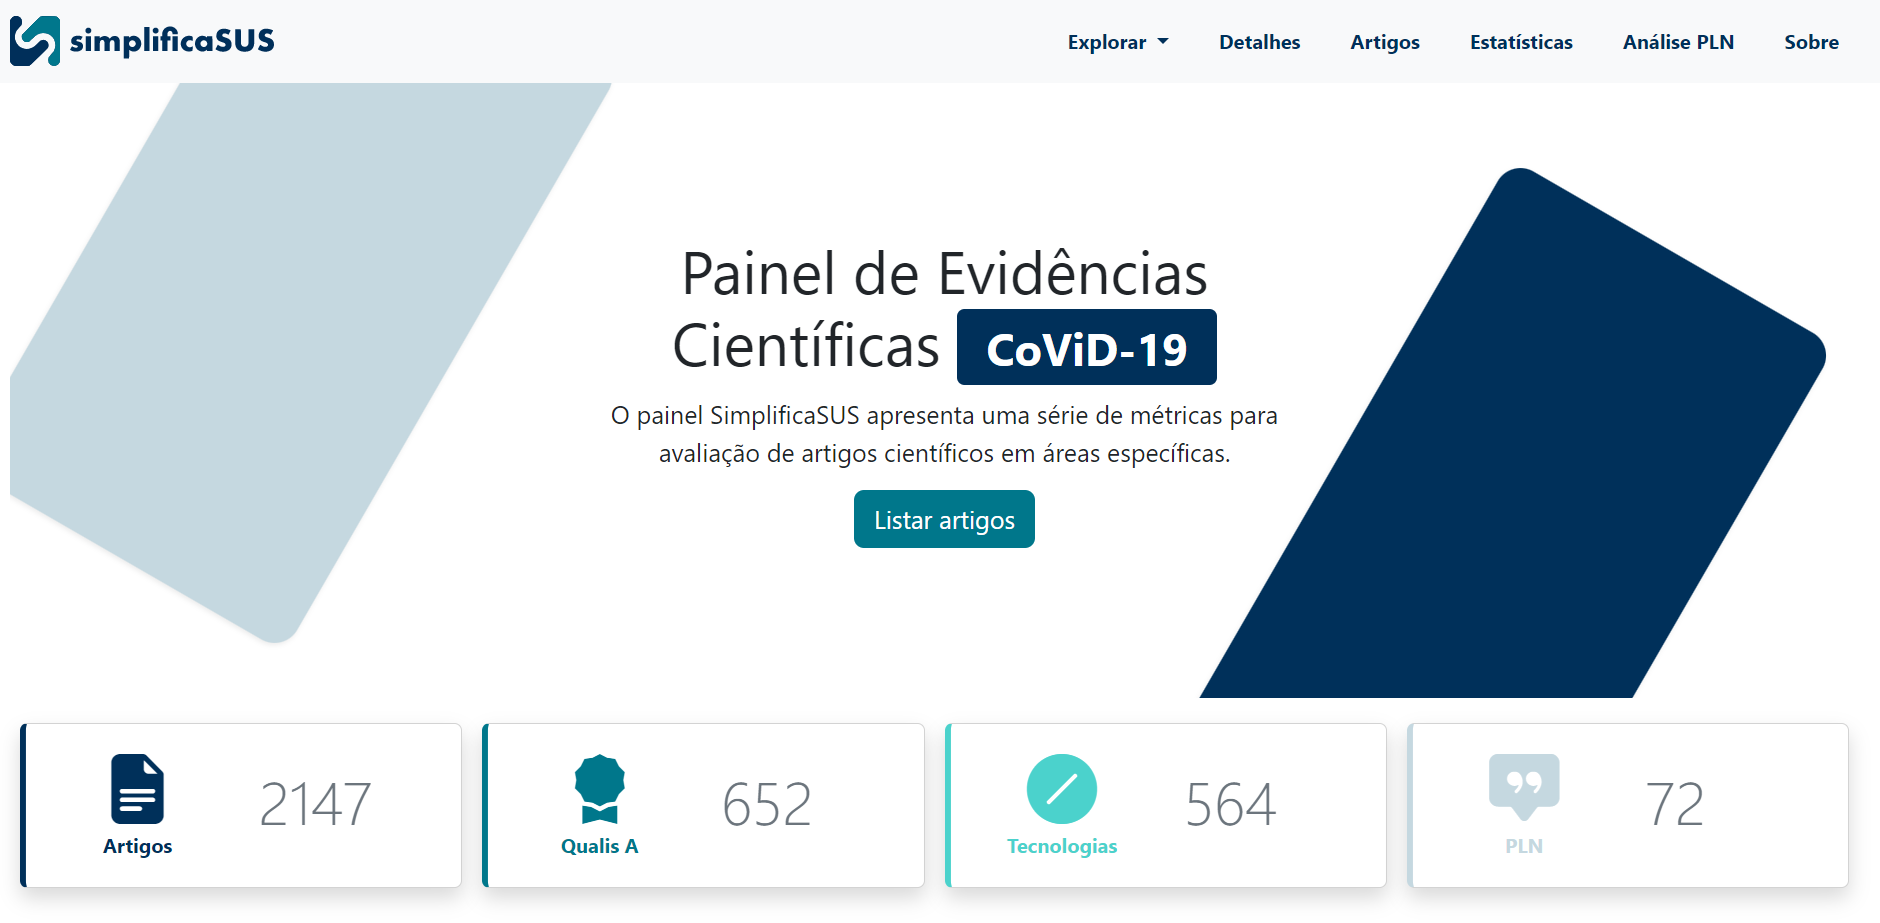 simplificaSUS
Explorar
Detalhes
Artigos
Estatísticas
Análise PLN
Sobre
Painel de Evidências
Científicas CoViD-19
O painel SimplificaSUS apresenta uma série de métricas para
avaliação de artigos científicos em áreas específicas.
Listar artigos
2147
Artigos
652
Qualis A
564
Tecnologias
72
PLN